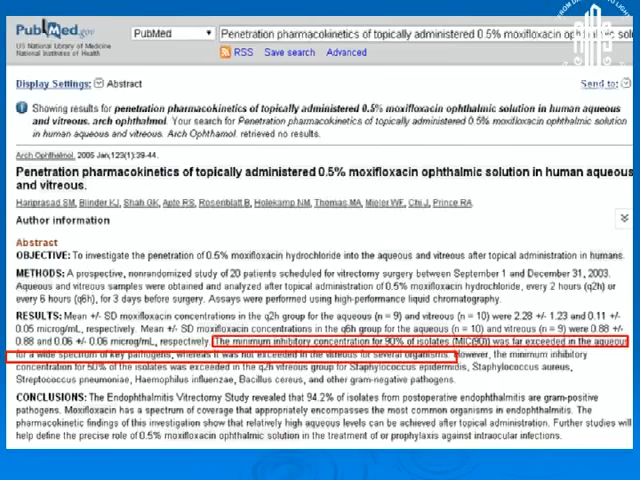 PubMed.gov
US National Library of Medicine
National Institutes of Health
PubMed
Penetration pharmacokinetics of topically administered 0.5% moxifloxacin ophthalmic sol
RSS Save search Advanced
Display Settings: Abstract
Send to:
Showing results for penetration pharmacokinetics of topically administered 0.5% moxifloxacin ophthalmic solution in human aqueous
and vitreous. arch ophthalmol. Your search for Penetration pharmacokinetics of topically administered 0.5% moxifloxacin ophthalmic solution
in human aqueous and vitreous. Arch Ophthamol. retrieved no results.
Arch Ophthalmol. 2005 Jan;123(1):39-44.
Penetration pharmacokinetics of topically administered 0.5% moxifloxacin ophthalmic solution in human aqueous
and vitreous.
Hariprasad SM, Blinder KJ, Shah GK, Apte RS, Rosenblatt B, Holekamp NM, Thomas MA, Mieler WF, Chi J, Prince RA.
Author information
Abstract
OBJECTIVE: To investigate the penetration of 0.5% moxifloxacin hydrochloride into the aqueous and vitreous after topical administration in humans.
METHODS: A prospective, nonrandomized study of 20 patients scheduled for vitrectomy surgery between September 1 and December 31, 2003.
Aqueous and vitreous samples were obtained and analyzed after topical administration of 0.5% moxifloxacin hydrochloride, every 2 hours (q2h) or
every 6 hours (q6h), for 3 days before surgery. Assays were performed using high-performance liquid chromatography.
RESULTS: Mean +/- SD moxifloxacin concentrations in the q2h group for the aqueous (n = 9) and vitreous (n = 10) were 2.28 +/- 1.23 and 0.11 +/-
0.05 microg/mL, respectively. Mean +/- SD moxifloxacin concentrations in the q6h group for the aqueous (n = 10) and vitreous (n = 9) were 0.88 +/-
0.88 and 0.06 +/- 0.06 microg/mL, respectively. The minimum inhibitory concentration for 90% of isolates (MIC(90)) was far exceeded in the aqueous
for a wide spectrum of key pathogens, whereas it was not exceeded in the vitreous for several organisms. However, the minimum inhibitory
concentration for 50% of the isolates was exceeded in the q2h vitreous group for Staphylococcus epidermidis, Staphylococcus aureus,
Streptococcus pneumoniae, Haemophilus influenzae, Bacillus cereus, and other gram-negative pathogens.
CONCLUSIONS: The Endophthalmitis Vitrectomy Study revealed that 94.2% of isolates from postoperative endophthalmitis are gram-positive
pathogens. Moxifloxacin has a spectrum of coverage that appropriately encompasses the most common organisms in endophthalmitis. The
pharmacokinetic findings of this investigation show that relatively high aqueous levels can be achieved after topical administration. Further studies will
help define the precise role of 0.5% moxifloxacin ophthalmic solution in the treatment of or prophylaxis against intraocular infections.